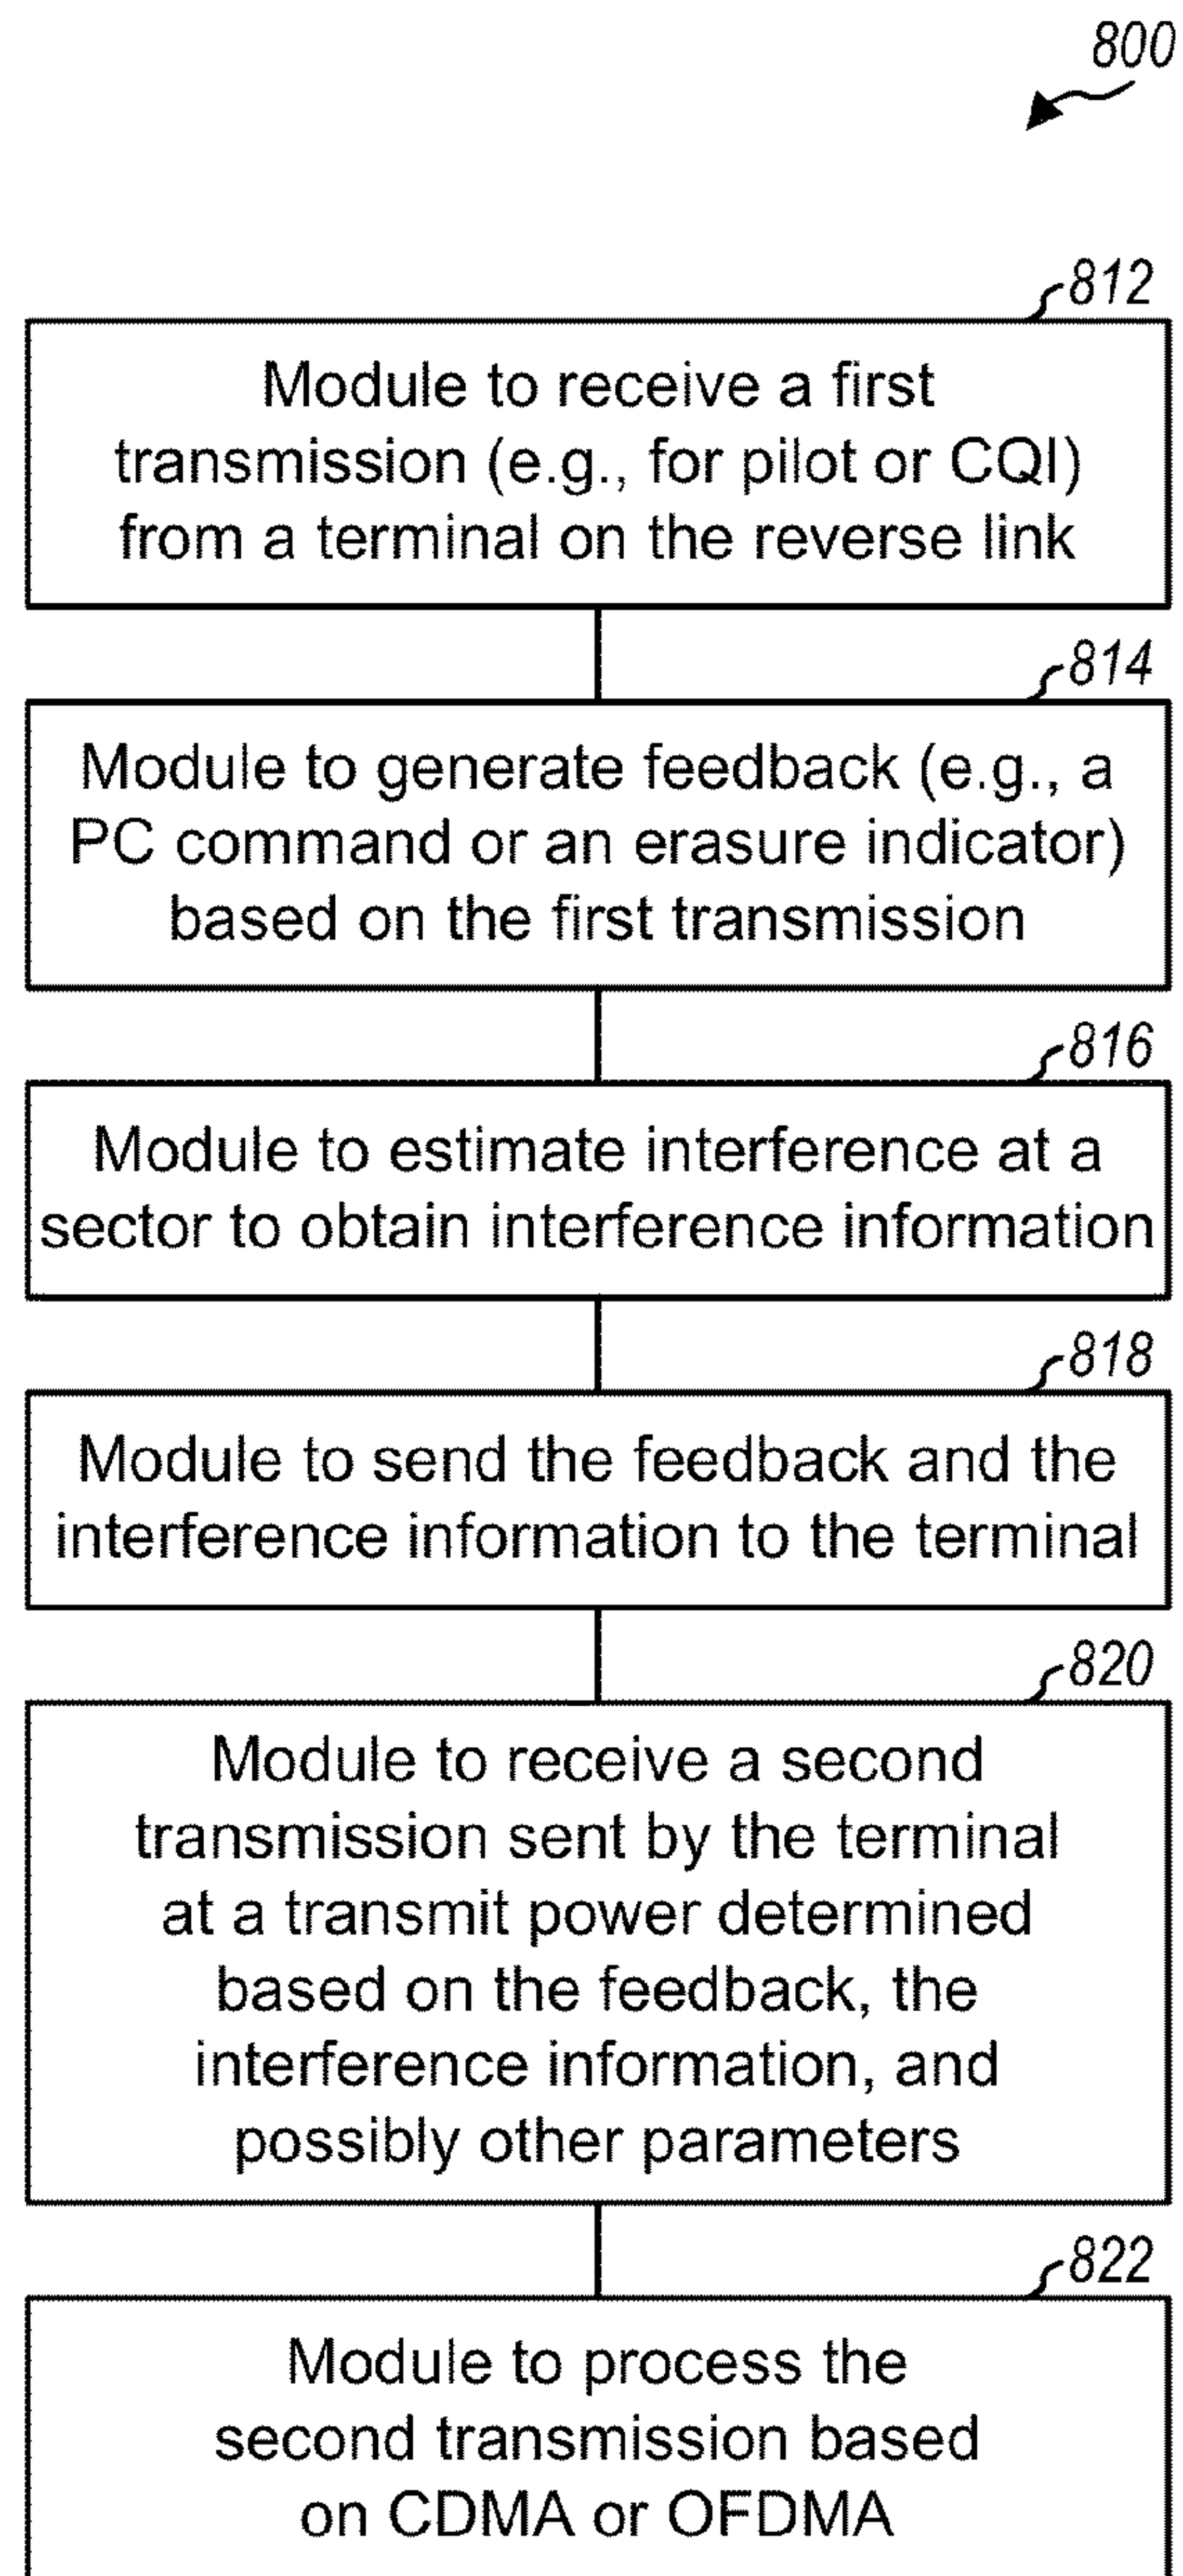 800
812
Module to receive a first
transmission (e.g., for pilot or CQI)
from a terminal on the reverse link
814
Module to generate feedback (e.g., a
PC command or an erasure indicator)
based on the first transmission
816
Module to estimate interference at a
sector to obtain interference information
818
Module to send the feedback and the
interference information to the terminal
820
Module to receive a second
transmission sent by the terminal
at a transmit power determined
based on the feedback, the
interference information, and
possibly other parameters
822
Module to process the
second transmission based
on CDMA or OFDMA